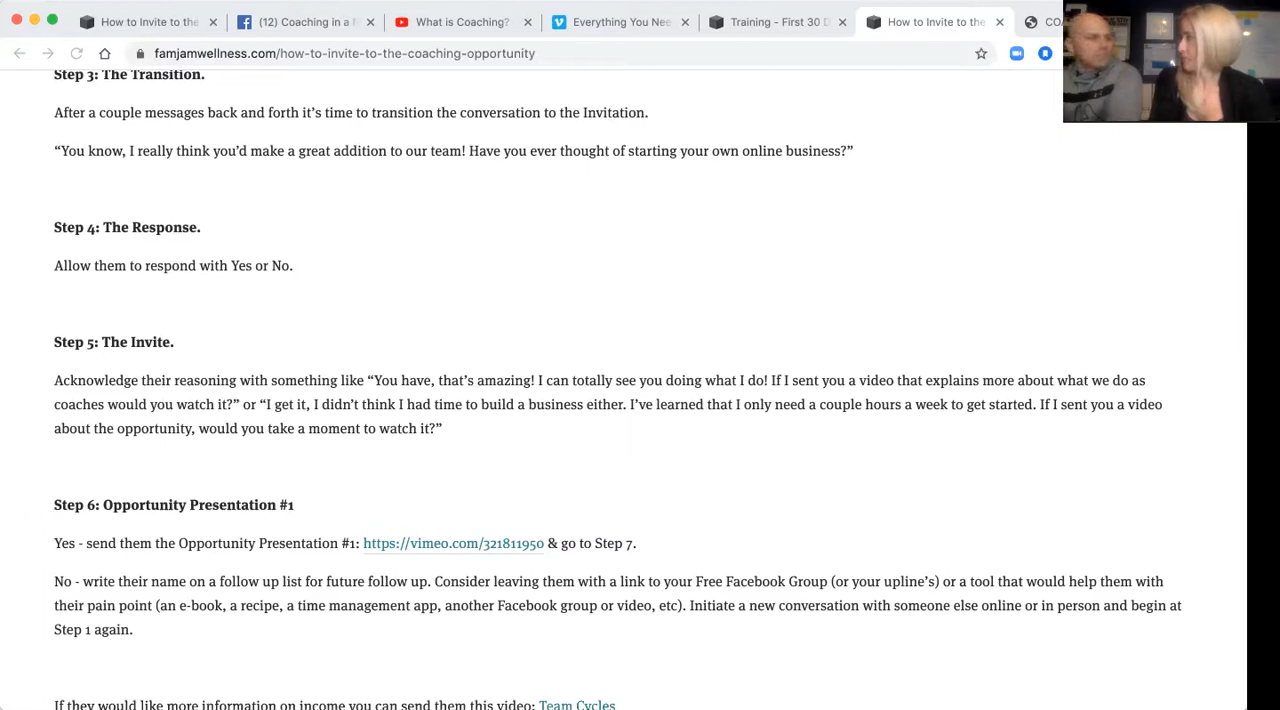 How to Invite to the
(12) Coaching in a
What is Coaching?
Everything You Nee
Training - First 30 D
How to Invite to the
famjamwellness.com/how-to-invite-to-the-coaching-opportunity
Step 3: The Transition.
After a couple messages back and forth it’s time to transition the conversation to the Invitation.
“You know, I really think you’d make a great addition to our team! Have you ever thought of starting your own online business?”
Step 4: The Response.
Allow them to respond with Yes or No.
Step 5: The Invite.
Acknowledge their reasoning with something like “You have, that’s amazing! I can totally see you doing what I do! If I sent you a video that explains more about what we do as
coaches would you watch it?” or “I get it, I didn’t think I had time to build a business either. I’ve learned that I only need a couple hours a week to get started. If I sent you a video
about the opportunity, would you take a moment to watch it?”
Step 6: Opportunity Presentation #1
Yes - send them the Opportunity Presentation #1: https://vimeo.com/321811950 & go to Step 7.
No - write their name on a follow up list for future follow up. Consider leaving them with a link to your Free Facebook Group (or your upline’s) or a tool that would help them with
their pain point (an e-book, a recipe, a time management app, another Facebook group or video, etc). Initiate a new conversation with someone else online or in person and begin at
Step 1 again.
If they would like more information on income you can send them this video: Team Cycles